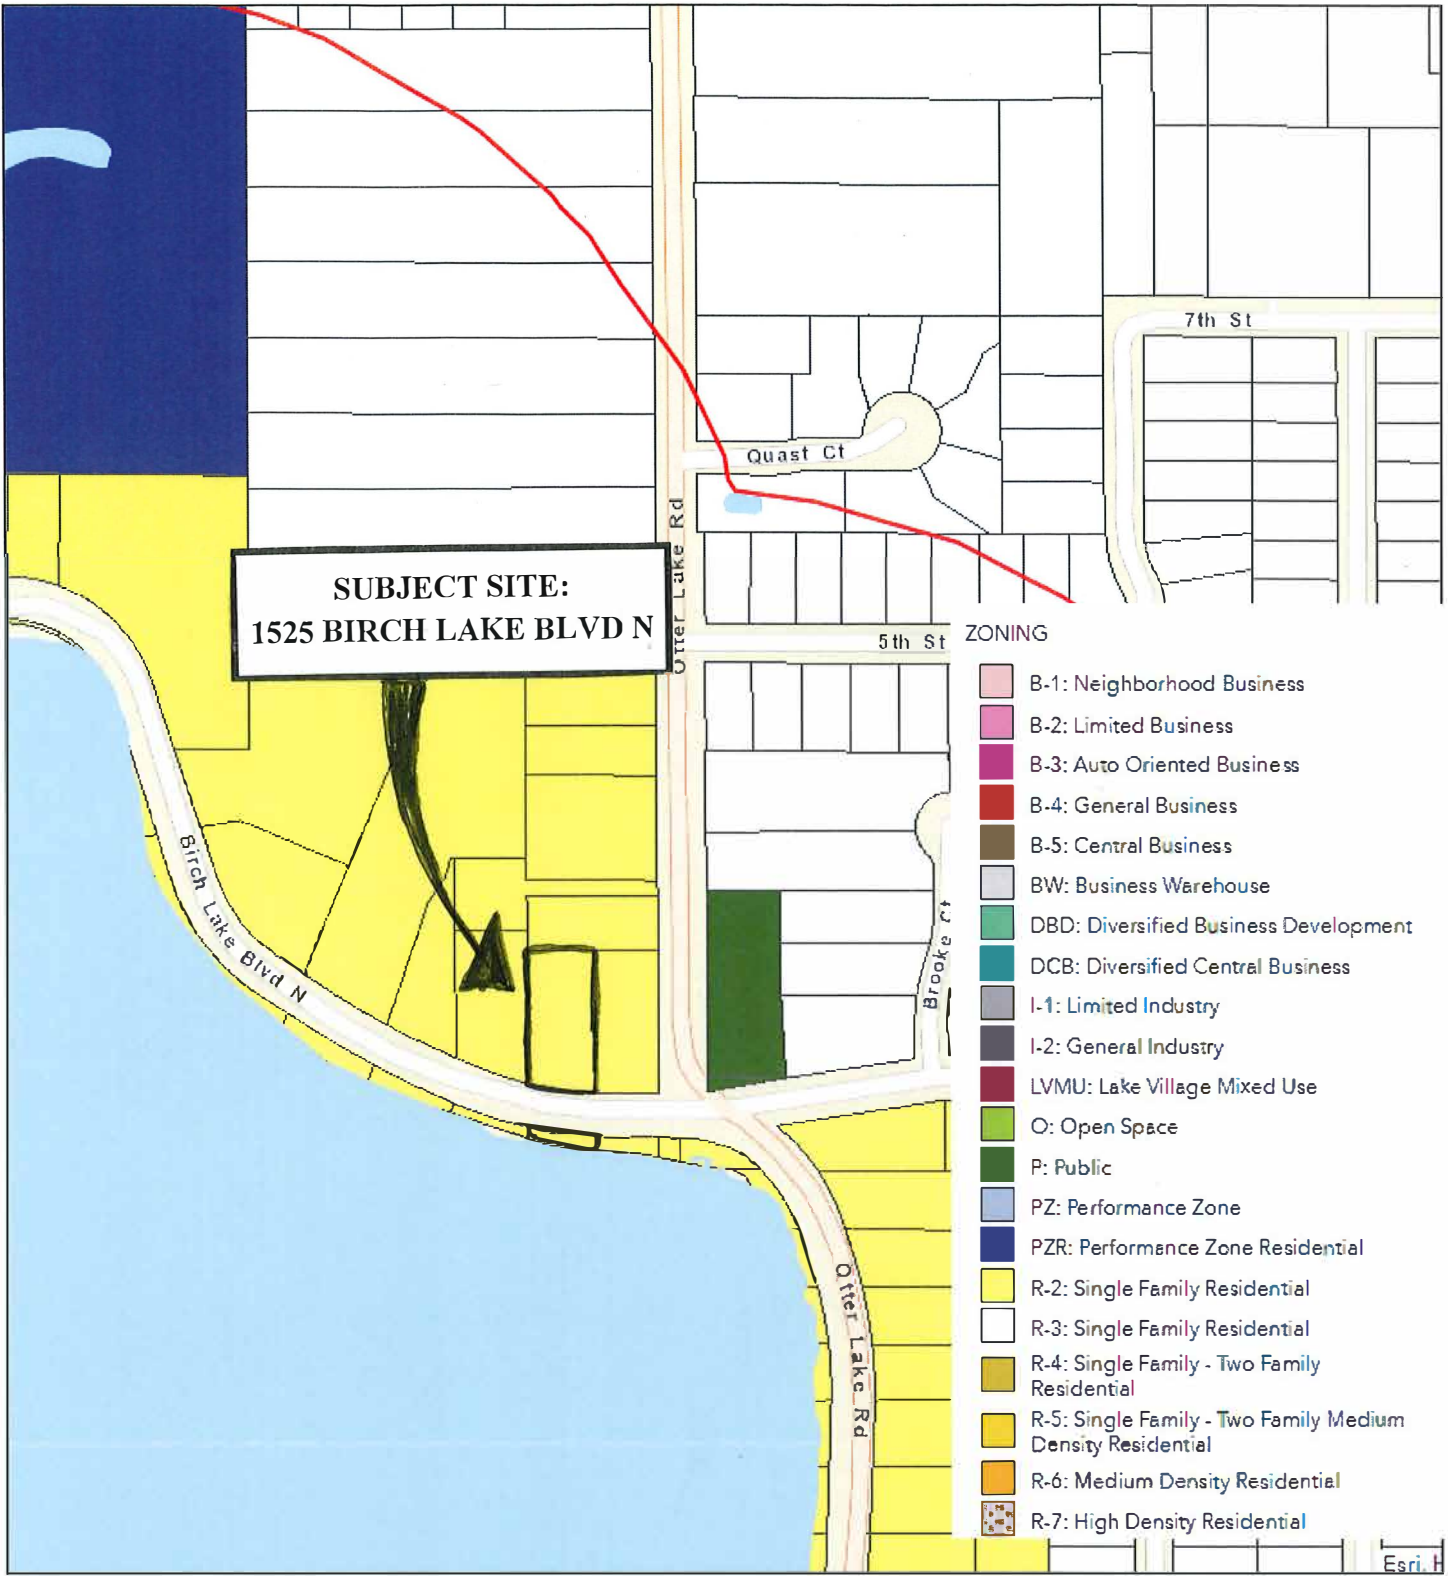 7th St
Quast Ct
Otter Lake Rd
SUBJECT SITE:
1525 BIRCH LAKE BLVD N
5th St
ZONING
B-1: Neighborhood Business
B-2: Limited Business
B-3: Auto Oriented Business
B-4: General Business
B-5: Central Business
BW: Business Warehouse
DBD: Diversified Business Development
DCB: Diversified Central Business
I-1: Limited Industry
I-2: General Industry
LVMU: Lake Village Mixed Use
O: Open Space
P: Public
PZ: Performance Zone
PZR: Performance Zone Residential
R-2: Single Family Residential
R-3: Single Family Residential
R-4: Single Family - Two Family
Residential
R-5: Single Family - Two Family Medium
Density Residential
R-6: Medium Density Residential
R-7: High Density Residential
Birch Lake Blvd N
Brooke Ct
Otter Lake Rd
Esri, H